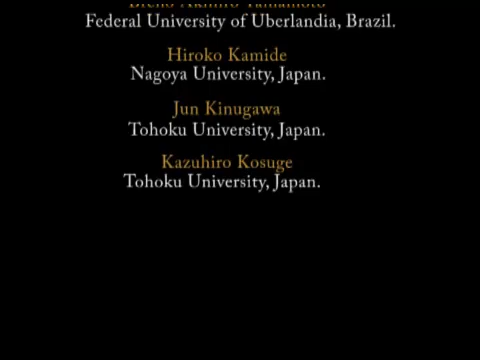 Federal University of Uberlandia, Brazil.
Hiroko Kamide
Nagoya University, Japan.
Jun Kinugawa
Tohoku University, Japan.
Kazuhiro Kosuge
Tohoku University, Japan.